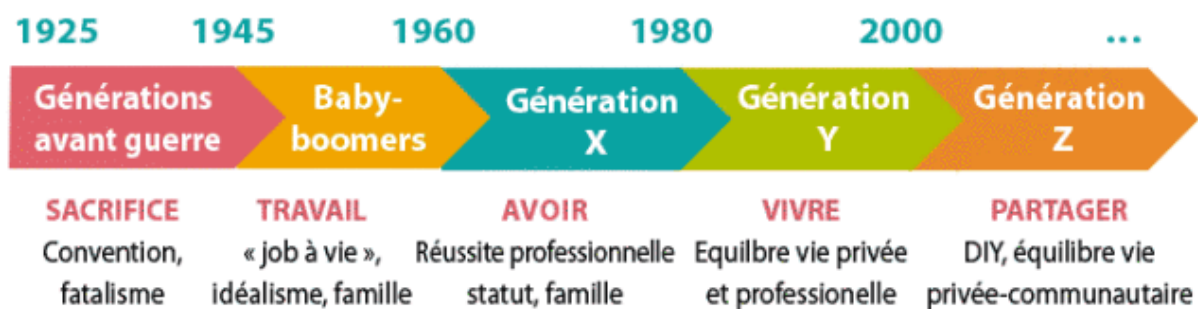 1925 1945 1960 1980 2000 ...
Générations
avant guerre
Baby-
boomers
Génération
X
Génération
Y
Génération
Z
SACRIFICE
Convention,
fatalisme
TRAVAIL
« job à vie »,
idéalisme, famille
AVOIR
Réussite professionnelle
statut, famille
VIVRE
Equilbre vie privée
et professionelle
PARTAGER
DIY, équilibre vie
privée-communautaire